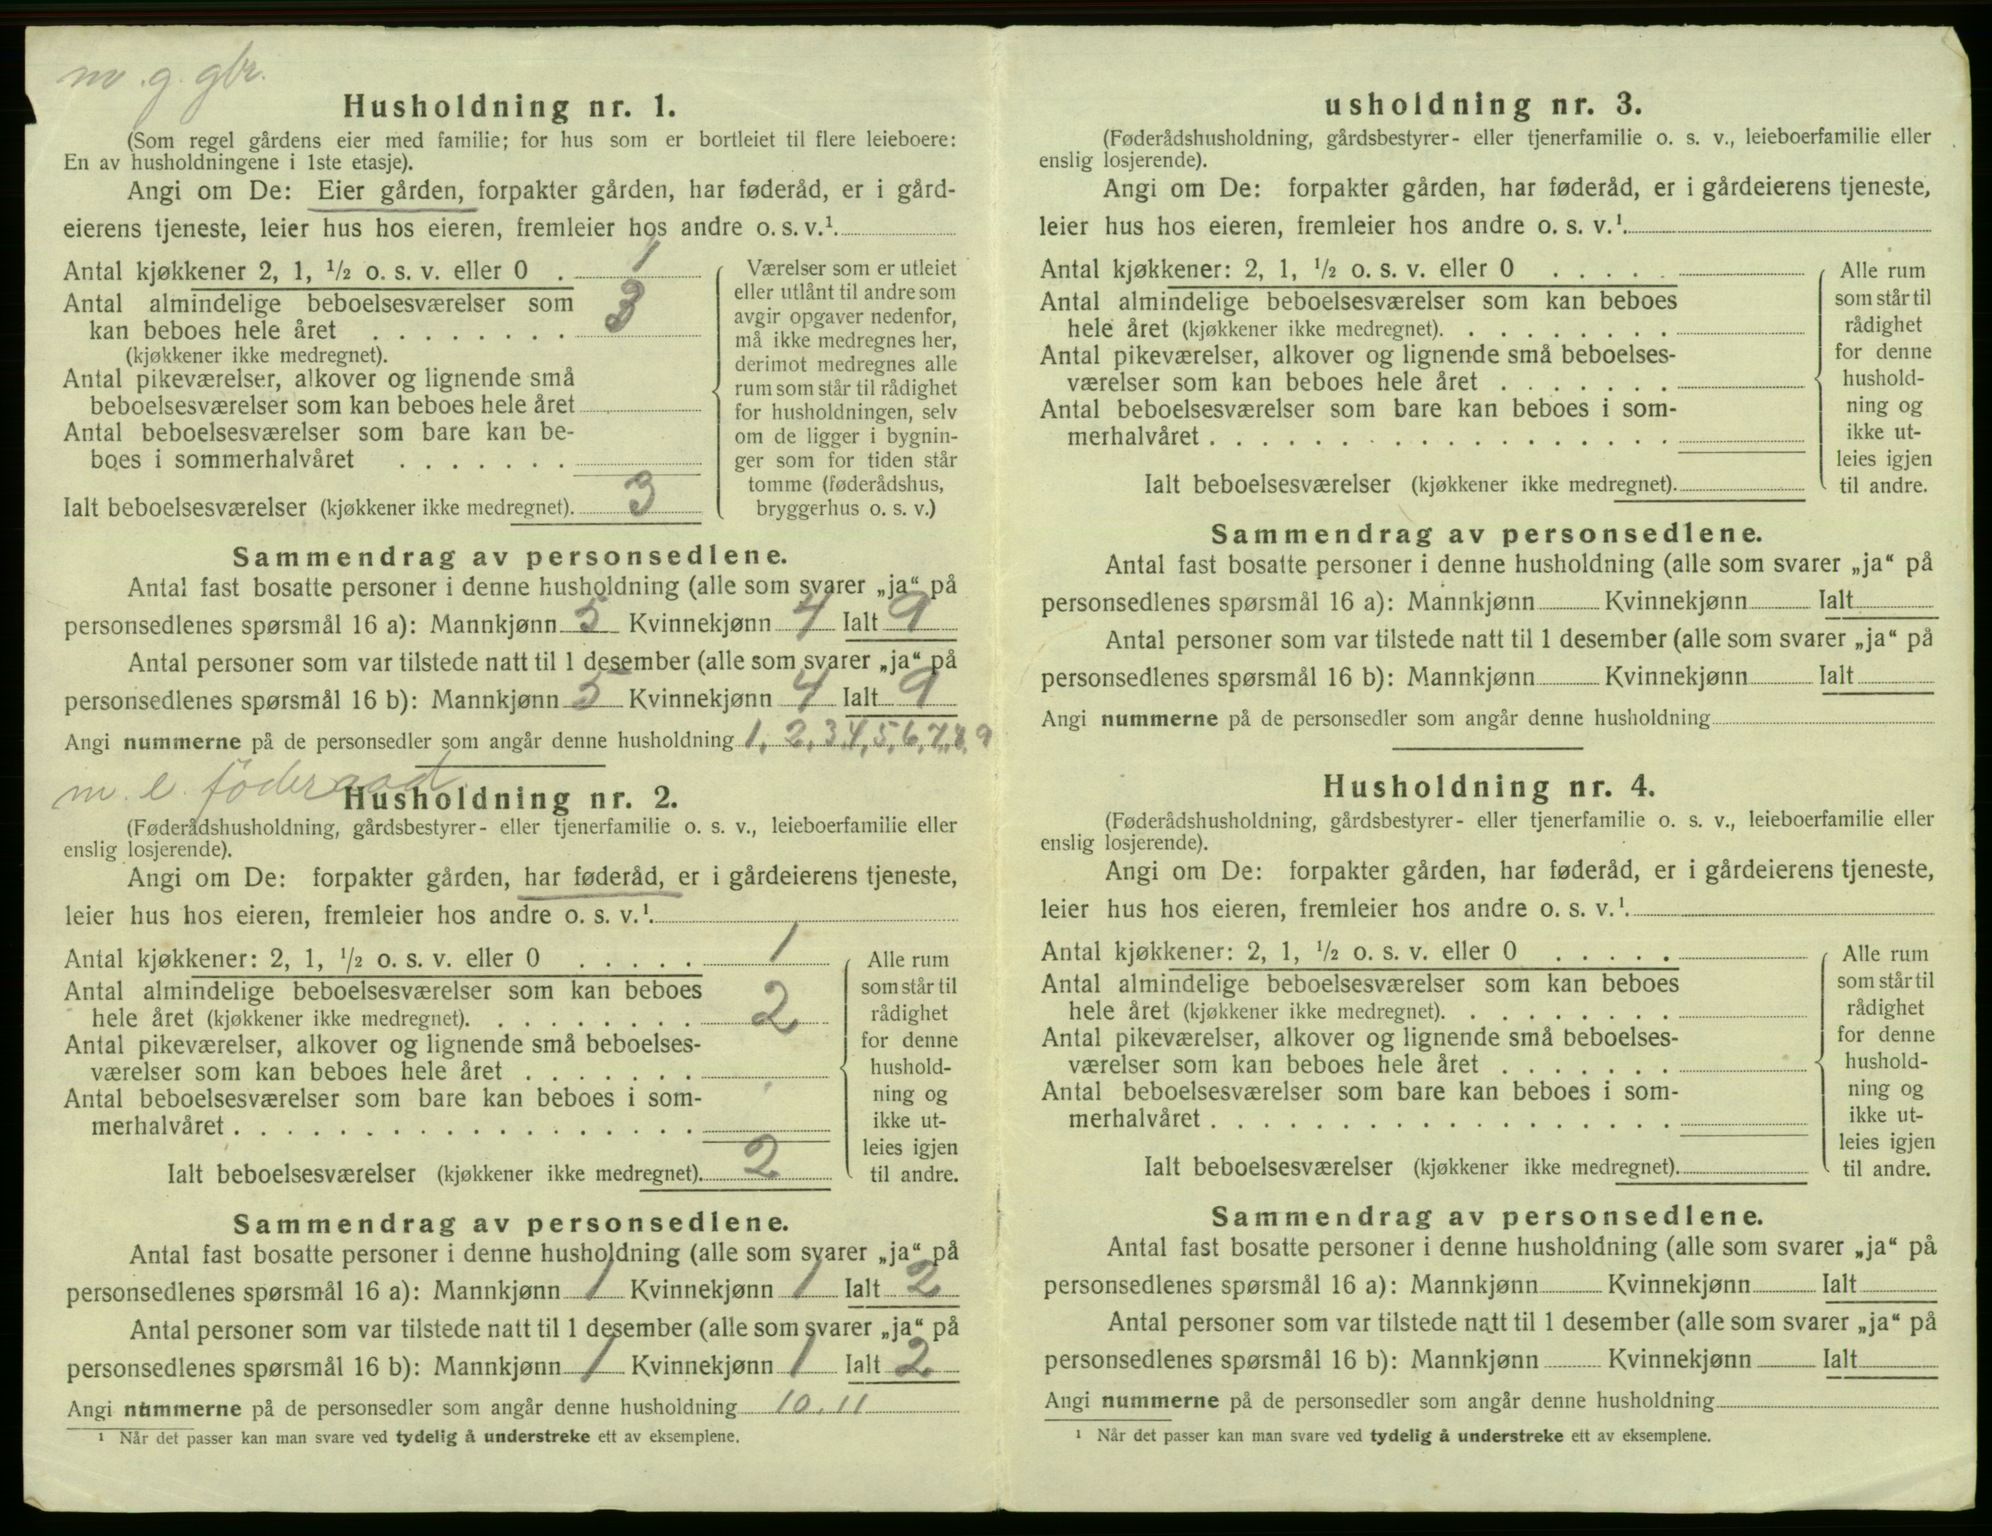 m.g. gbr.
Husholdning nr. 1.
(Som regel gårdens eier med familie; for hus som er bortleiet til flere leieboere:
En av husholdningene i 1ste etasje).
Angi om De: Eier gården, forpakter gården, har føderåd, er i gård-
eierens tjeneste, leier hus hos eieren, fremleier hos andre o. s. v.¹.
Antal kjøkkener 2, 1, ½ o. s. v. eller 0 . 1
Antal almindelige beboelsesværelser som
kan beboes hele året . . . . . . . . 3
(kjøkkener ikke medregnet).
Antal pikeværelser, alkover og lignende små
beboelsesværelser som kan beboes hele året
Antal beboelsesværelser som bare kan be-
boes i sommerhalvåret . . . . . . .
Ialt beboelsesværelser (kjøkkener ikke medregnet). 3
Værelser som er utleiet
eller utlånt til andre som
avgir opgaver nedenfor,
må ikke medregnes her,
derimot medregnes alle
rum som står til rådighet
for husholdningen, selv
om de ligger i bygnin-
ger som for tiden står
tomme (føderådshus,
bryggerhus o. s. v.)
Sammendrag av personsedlene.
Antal fast bosatte personer i denne husholdning (alle som svarer „ja“ på
personsedlenes spørsmål 16 a): Mannkjønn 5 Kvinnekjønn 4 Ialt 9
Antal personer som var tilstede natt til 1 desember (alle som svarer „ja“ på
personsedlenes spørsmål 16 b): Mannkjønn 5 Kvinnekjønn 4 Ialt 9
Angi nummerne på de personsedler som angår denne husholdning 1, 2, 3, 4, 5, 6, 7, 8, 9
m. e. föderaad
Husholdning nr. 2.
(Føderådshusholdning, gårdsbestyrer- eller tjenerfamilie o. s. v., leieboerfamilie eller
enslig losjerende).
Angi om De: forpakter gården, har føderåd, er i gårdeierens tjeneste,
leier hus hos eieren, fremleier hos andre o. s. v.¹.
Antal kjøkkener: 2, 1, ½ o. s. v. eller 0 . . . . . 1
Antal almindelige beboelsesværelser som kan beboes
hele året (kjøkkener ikke medregnet). . . . . . . . . 2
Antal pikeværelser, alkover og lignende små beboelses-
værelser som kan beboes hele året . . . . . . .
Antal beboelsesværelser som bare kan beboes i som-
merhalvåret . . . . . . . . . . . . . . . . . .
Ialt beboelsesværelser (kjøkkener ikke medregnet). 2
Alle rum
som står til
rådighet
for denne
hushold-
ning og
ikke ut-
leies igjen
til andre.
Sammendrag av personsedlene.
Antal fast bosatte personer i denne husholdning (alle som svarer „ja“ på
personsedlenes spørsmål 16 a): Mannkjønn 1 Kvinnekjønn 1 Ialt 2
Antal personer som var tilstede natt til 1 desember (alle som svarer „ja“ på
personsedlenes spørsmål 16 b): Mannkjønn 1 Kvinnekjønn 1 Ialt 2
Angi nummerne på de personsedler som angår denne husholdning 10. 11
¹ Når det passer kan man svare ved tydelig å understreke ett av eksemplene.
usholdning nr. 3.
(Føderådshusholdning, gårdsbestyrer- eller tjenerfamilie o. s. v., leieboerfamilie eller
enslig losjerende).
Angi om De: forpakter gården, har føderåd, er i gårdeierens tjeneste,
leier hus hos eieren, fremleier hos andre o. s. v.¹.
Antal kjøkkener: 2, 1, ½ o. s. v. eller 0 . . . . .
Antal almindelige beboelsesværelser som kan beboes
hele året (kjøkkener ikke medregnet). . . . . . . . .
Antal pikeværelser, alkover og lignende små beboelses-
værelser som kan beboes hele året . . . . . . .
Antal beboelsesværelser som bare kan beboes i som-
merhalvåret . . . . . . . . . . . . . . . . . .
Ialt beboelsesværelser (kjøkkener ikke medregnet).
Alle rum
som står til
rådighet
for denne
hushold-
ning og
ikke ut-
leies igjen
til andre.
Sammendrag av personsedlene.
Antal fast bosatte personer i denne husholdning (alle som svarer „ja“ på
personsedlenes spørsmål 16 a): Mannkjønn Kvinnekjønn Ialt
Antal personer som var tilstede natt til 1 desember (alle som svarer „ja“ på
personsedlenes spørsmål 16 b): Mannkjønn Kvinnekjønn Ialt
Angi nummerne på de personsedler som angår denne husholdning
Husholdning nr. 4.
(Føderådshusholdning, gårdsbestyrer- eller tjenerfamilie o. s. v., leieboerfamilie eller
enslig losjerende).
Angi om De: forpakter gården, har føderåd, er i gårdeierens tjeneste,
leier hus hos eieren, fremleier hos andre o. s. v.¹.
Antal kjøkkener: 2, 1, ½ o. s. v. eller 0 . . . . .
Antal almindelige beboelsesværelser som kan beboes
hele året (kjøkkener ikke medregnet). . . . . . . . .
Antal pikeværelser, alkover og lignende små beboelses-
værelser som kan beboes hele året . . . . . . .
Antal beboelsesværelser som bare kan beboes i som-
merhalvåret . . . . . . . . . . . . . . . . . .
Ialt beboelsesværelser (kjøkkener ikke medregnet).
Alle rum
som står til
rådighet
for denne
hushold-
ning og
ikke ut-
leies igjen
til andre.
Sammendrag av personsedlene.
Antal fast bosatte personer i denne husholdning (alle som svarer „ja“ på
personsedlenes spørsmål 16 a): Mannkjønn Kvinnekjønn Ialt
Antal personer som var tilstede natt til 1 desember (alle som svarer „ja“ på
personsedlenes spørsmål 16 b): Mannkjønn Kvinnekjønn Ialt
Angi nummerne på de personsedler som angår denne husholdning
¹ Når det passer kan man svare ved tydelig å understreke ett av eksemplene.